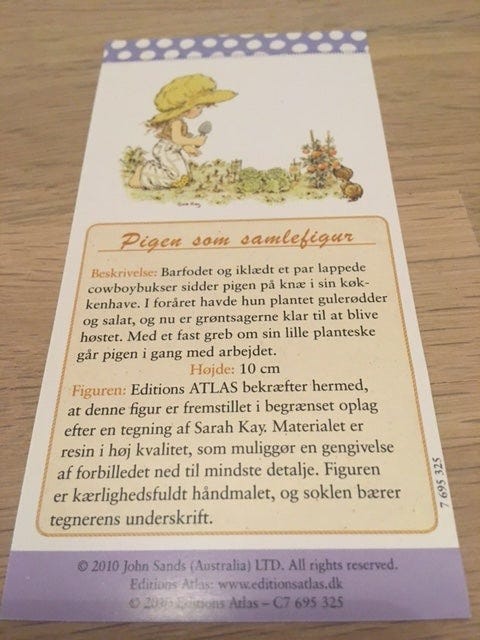 Sarah Kay
Pigen som samlefigur
Beskrivelse: Barfodet og iklædt et par lappede
cowboybukser sidder pigen på knæ i sin køk-
kenhave. I foråret havde hun plantet gulerødder
og salat, og nu er grøntsagerne klar til at blive
høstet. Med et fast greb om sin lille planteske
går pigen i gang med arbejdet.
Højde: 10 cm
Figuren: Editions ATLAS bekræfter hermed,
at denne figur er fremstillet i begrænset oplag
efter en tegning af Sarah Kay. Materialet er
resin i høj kvalitet, som muliggør en gengivelse
af forbilledet ned til mindste detalje. Figuren
er kærlighedsfuldt håndmalet, og soklen bærer
tegnerens underskrift.
7 695 325
© 2010 John Sands (Australia) LTD. All rights reserved.
Editions Atlas: www.editionsatlas.dk
© Editions Atlas – C7 695 325